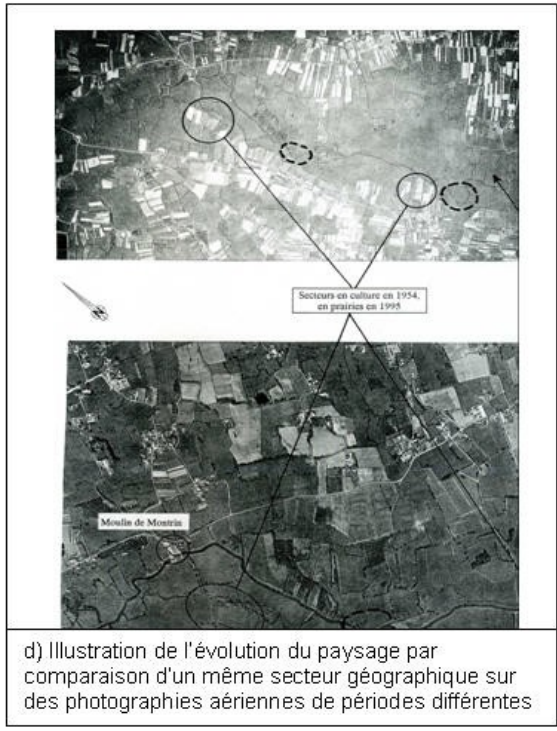 Secteurs en culture en 1954,
en prairies en 1995
Moulin de Montrin
d) Illustration de l'évolution du paysage par
comparaison d'un même secteur géographique sur
des photographies aériennes de périodes différentes